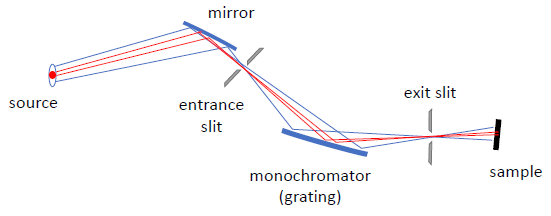 mirror
source
entrance
slit
exit slit
monochromator
(grating)
sample